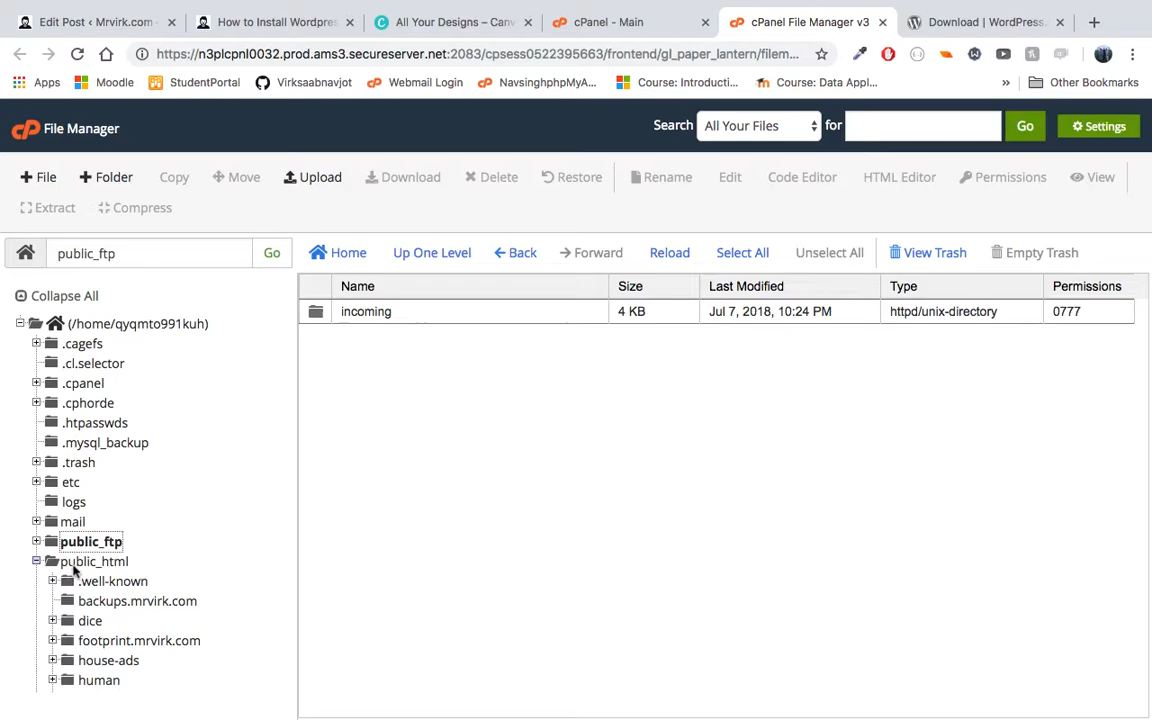 Edit Post ‹ Mrvirk.com -
How to Install Wordpres
All Your Designs – Canv
cPanel - Main
cPanel File Manager v3
Download | WordPress.
https://n3plcpnl0032.prod.ams3.secureserver.net:2083/cpsess0522395663/frontend/gl_paper_lantern/filem...
Apps Moodle StudentPortal Virksaabnavjot Webmail Login NavsinghphpMyA... Course: Introducti... Course: Data Appl... » Other Bookmarks
cP File Manager
Search All Your Files for Go Settings
File Folder Copy Move Upload Download Delete Restore Rename Edit Code Editor HTML Editor Permissions View
Extract Compress
public_ftp Go Home Up One Level Back Forward Reload Select All Unselect All View Trash Empty Trash
Collapse All
Name Size Last Modified Type Permissions
incoming 4 KB Jul 7, 2018, 10:24 PM httpd/unix-directory 0777
(/home/qyqmto991kuh)
.cagefs
.cl.selector
.cpanel
.cphorde
.htpasswds
.mysql_backup
.trash
etc
logs
mail
public_ftp
public_html
.well-known
backups.mrvirk.com
dice
footprint.mrvirk.com
house-ads
human